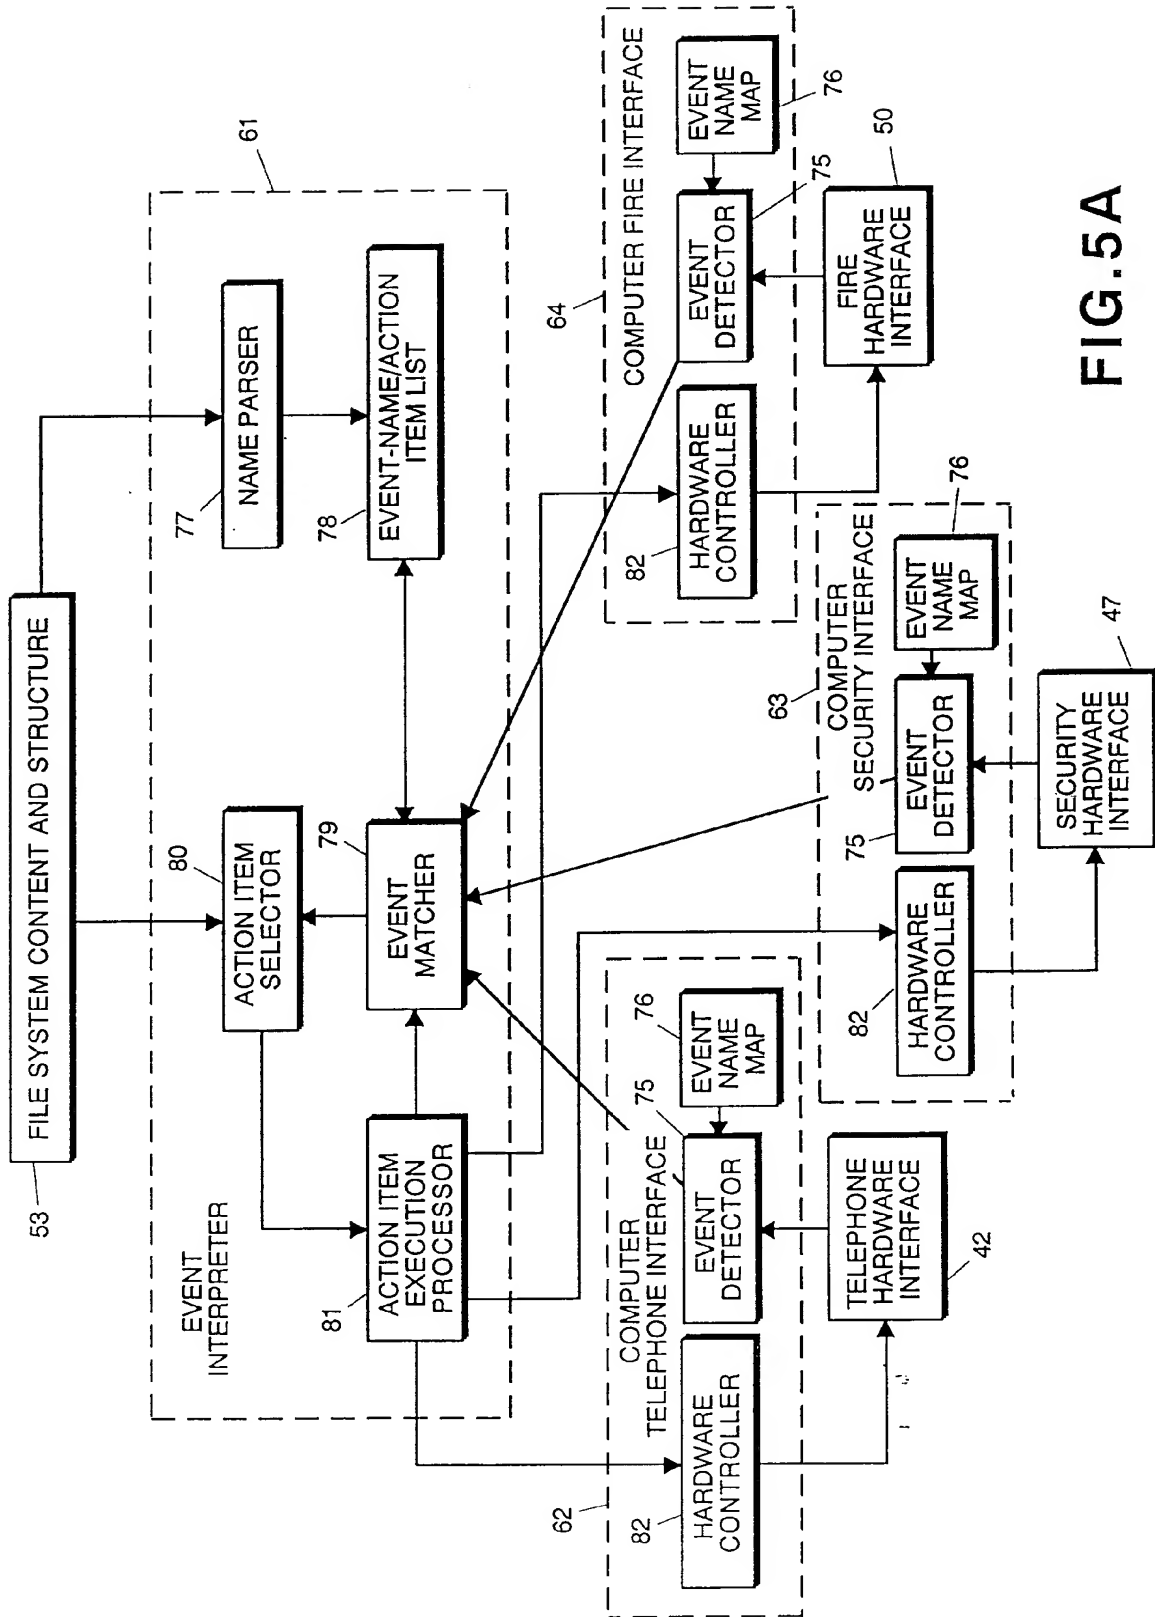 53
FILE SYSTEM CONTENT AND STRUCTURE
61
EVENT
INTERPRETER
80
ACTION ITEM
SELECTOR
77
NAME PARSER
81
ACTION ITEM
EXECUTION
PROCESSOR
79
EVENT
MATCHER
78
EVENT-NAME/ACTION
ITEM LIST
62
COMPUTER
TELEPHONE INTERFACE
82
HARDWARE
CONTROLLER
75
EVENT
DETECTOR
76
EVENT
NAME
MAP
TELEPHONE
HARDWARE
INTERFACE
42
63
COMPUTER
SECURITY INTERFACE
82
HARDWARE
CONTROLLER
75
EVENT
DETECTOR
76
EVENT
NAME
MAP
SECURITY
HARDWARE
INTERFACE
47
64
COMPUTER FIRE INTERFACE
82
HARDWARE
CONTROLLER
EVENT
DETECTOR
75
EVENT
NAME
MAP
76
FIRE
HARDWARE
INTERFACE
50
FIG.5A